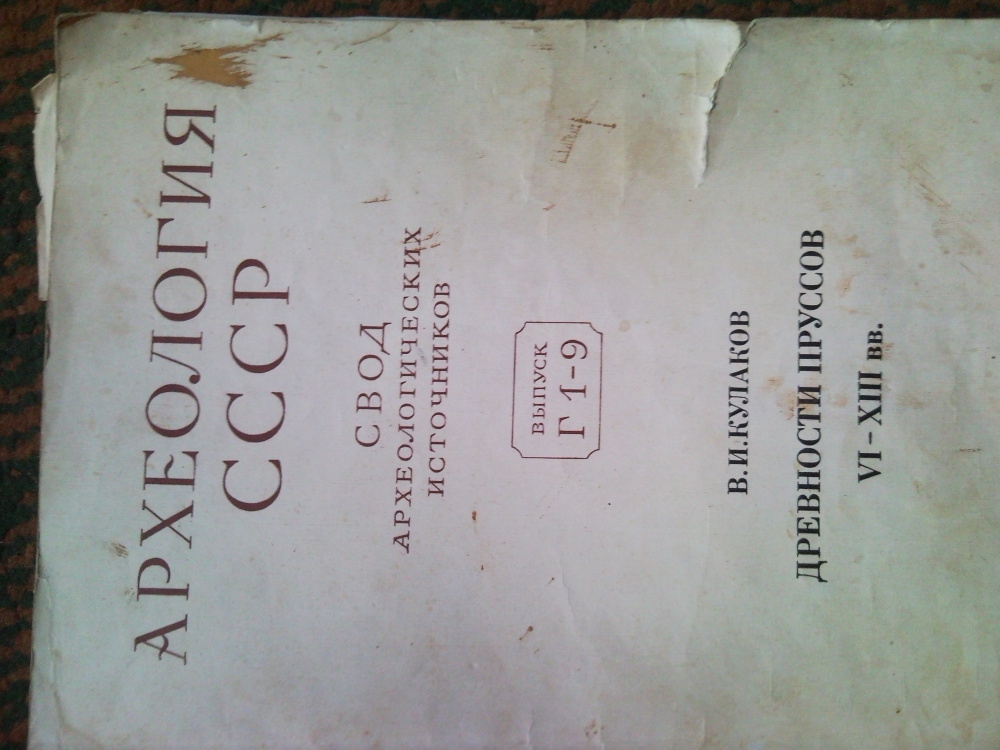 АРХЕОЛОГИЯ
СССР
СВОД
АРХЕОЛОГИЧЕСКИХ
ИСТОЧНИКОВ
ВЫПУСК
Г 1-9
В.И.КУЛАКОВ
ДРЕВНОСТИ ПРУССОВ
VI – XIII вв.